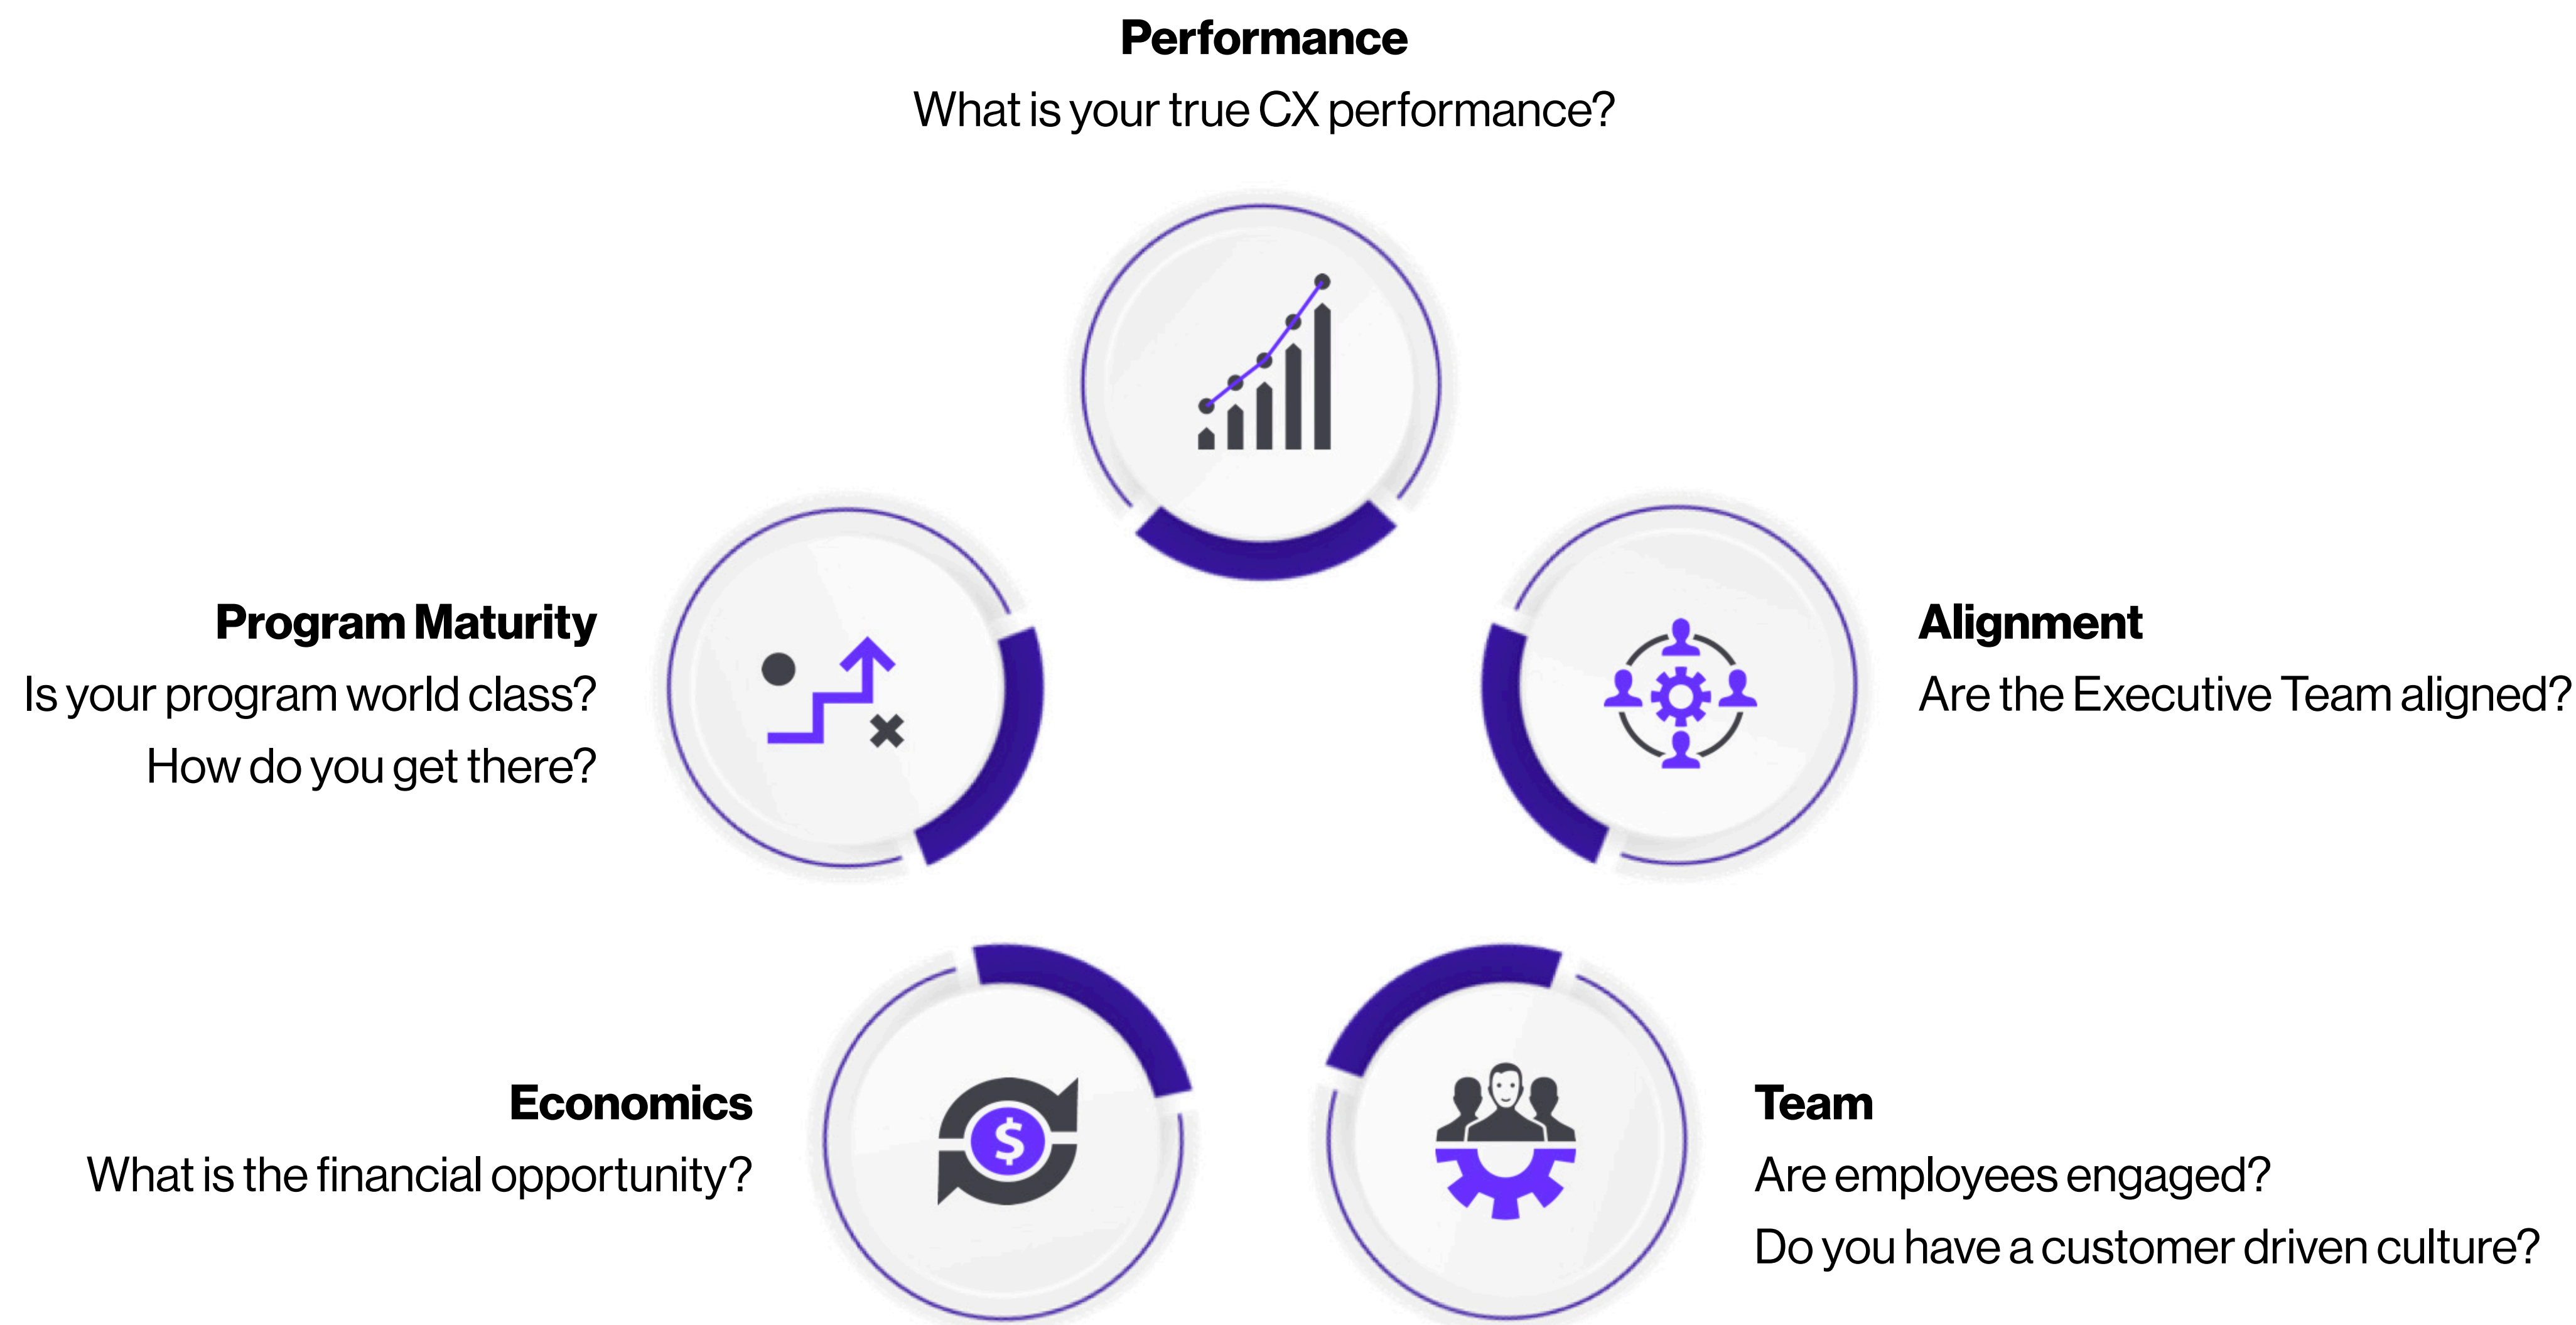 Performance
What is your true CX performance?
Program Maturity
Is your program world class?
How do you get there?
Alignment
Are the Executive Team aligned?
Economics
What is the financial opportunity?
$
Team
Are employees engaged?
Do you have a customer driven culture?